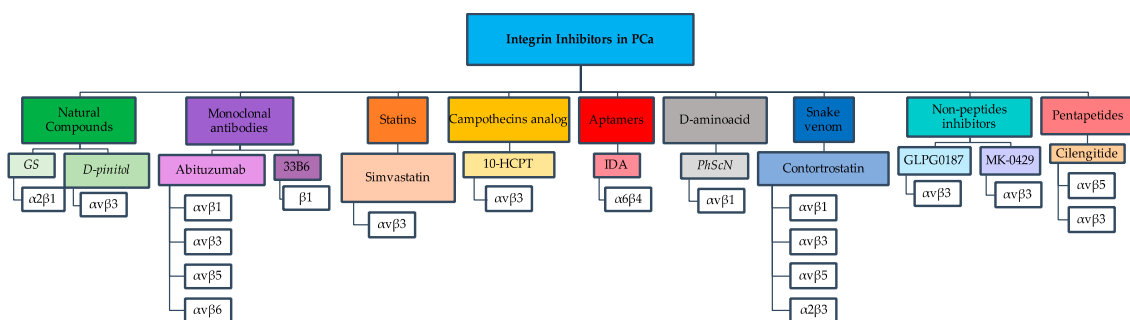 Integrin Inhibitors in PCa
Natural
Compounds
Monoclonal
antibodies
Statins
Campothecins analog
Aptamers
D-aminoacid
Snake
venom
Non-peptides
inhibitors
Pentapetides
GS
D-pinitol
Abituzumab
33B6
Simvastatin
10-HCPT
IDA
PhScN
Contortrostatin
GLPG0187
MK-0429
Cilengitide
α2β1
αvβ3
αvβ1
αvβ3
αvβ5
αvβ6
β1
αvβ3
αvβ3
α6β4
αvβ1
αvβ1
αvβ3
αvβ5
α2β3
αvβ3
αvβ3
αvβ5
αvβ3